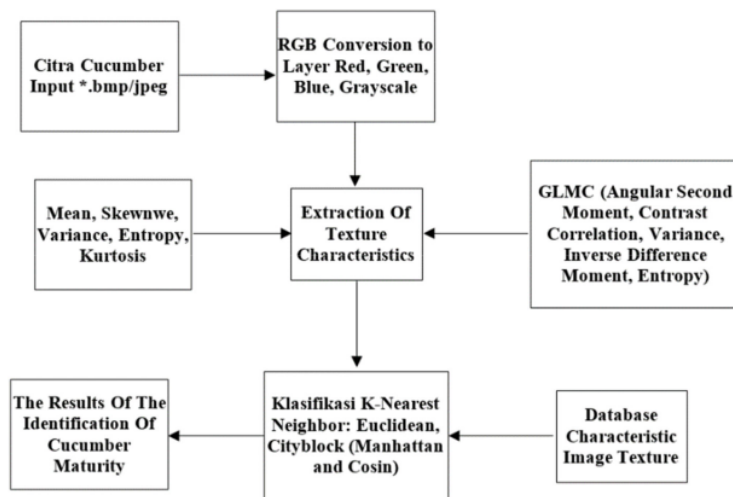 Citra Cucumber
Input *.bmp/jpeg
RGB Conversion to
Layer Red, Green,
Blue, Grayscale
Mean, Skewnwe,
Variance, Entropy,
Kurtosis
Extraction Of
Texture
Characteristics
GLMC (Angular Second
Moment, Contrast
Correlation, Variance,
Inverse Difference
Moment, Entropy)
The Results Of The
Identification Of
Cucumber
Maturity
Klasifikasi K-Nearest
Neighbor: Euclidean,
Cityblock (Manhattan
and Cosin)
Database
Characteristic
Image Texture